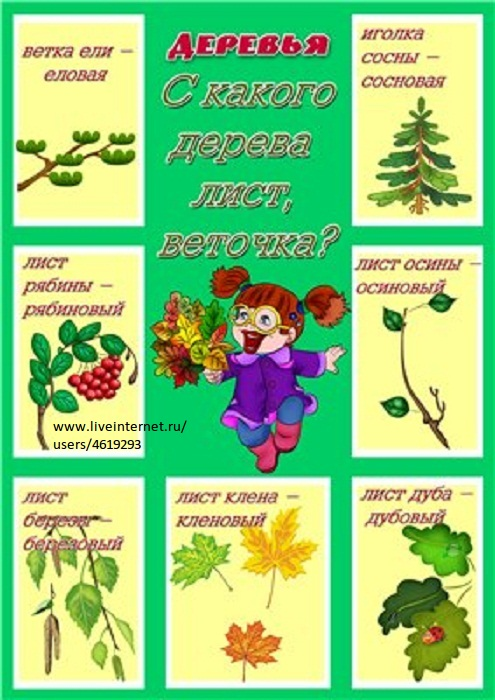 Деревья
С какого
дерева
лист,
веточка?
ветка ели –
еловая
иголка
сосны –
сосновая
лист
рябины –
рябиновый
лист осины –
осиновый
www.liveinternet.ru/
users/4619293
лист
березы –
березовый
лист клена –
кленовый
лист дуба –
дубовый